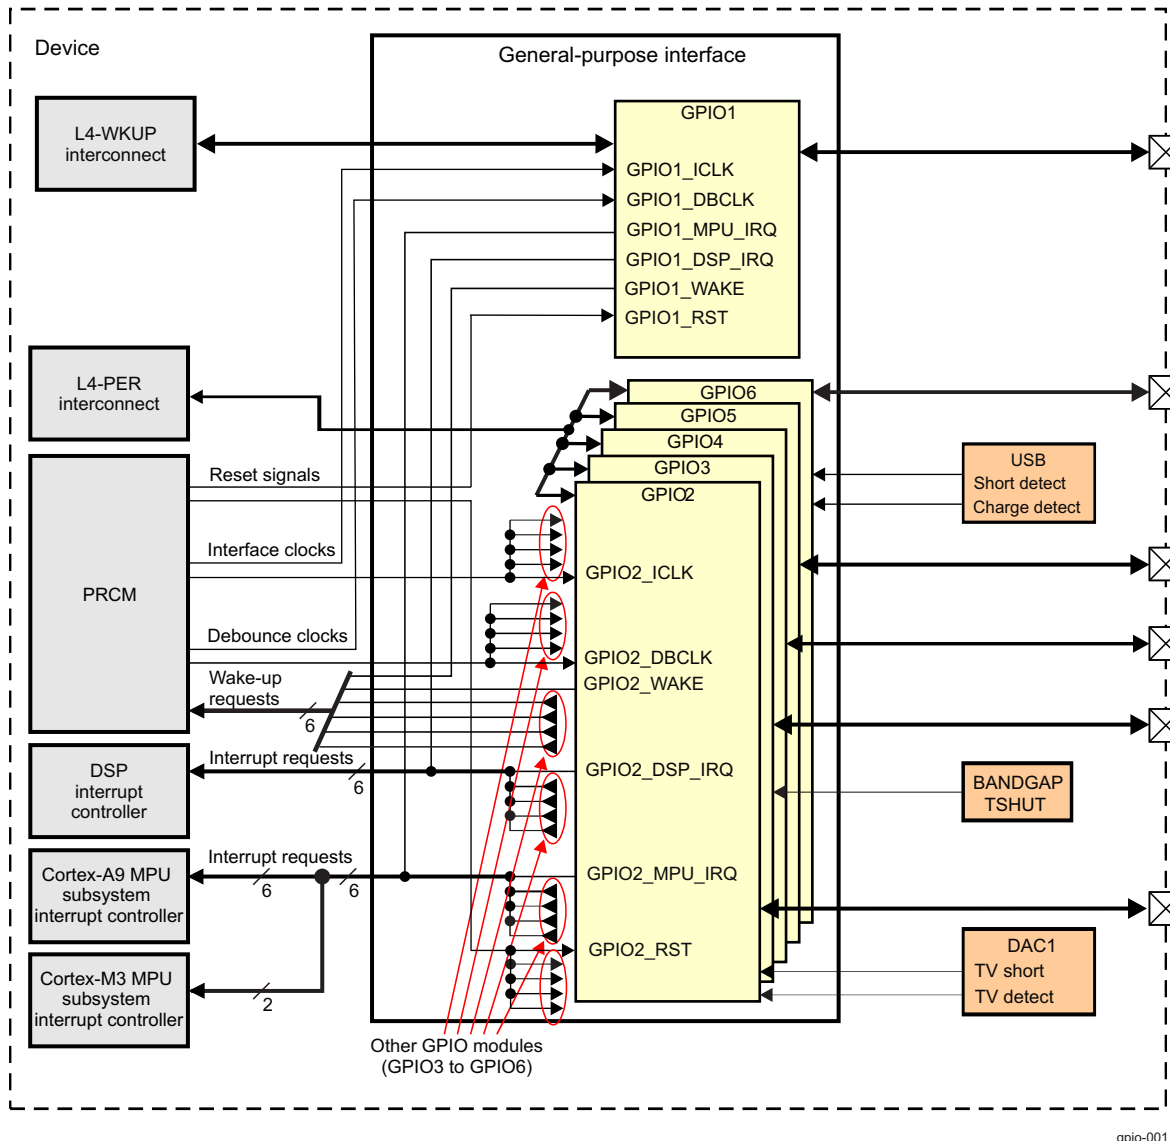 Device
General-purpose interface
L4-WKUP
interconnect
GPIO1
GPIO1_ICLK
GPIO1_DBCLK
GPIO1_MPU_IRQ
GPIO1_DSP_IRQ
GPIO1_WAKE
GPIO1_RST
L4-PER
interconnect
GPIO6
GPIO5
GPIO4
GPIO3
GPIO2
USB
Short detect
Charge detect
PRCM
Reset signals
Interface clocks
Debounce clocks
Wake-up
requests
6
GPIO2_ICLK
GPIO2_DBCLK
GPIO2_WAKE
DSP
interrupt
controller
Interrupt requests
6
GPIO2_DSP_IRQ
BANDGAP
TSHUT
Cortex-A9 MPU
subsystem
interrupt controller
Interrupt requests
6
6
GPIO2_MPU_IRQ
GPIO2_RST
Cortex-M3 MPU
subsystem
interrupt controller
2
DAC1
TV short
TV detect
Other GPIO modules
(GPIO3 to GPIO6)
gpio-001